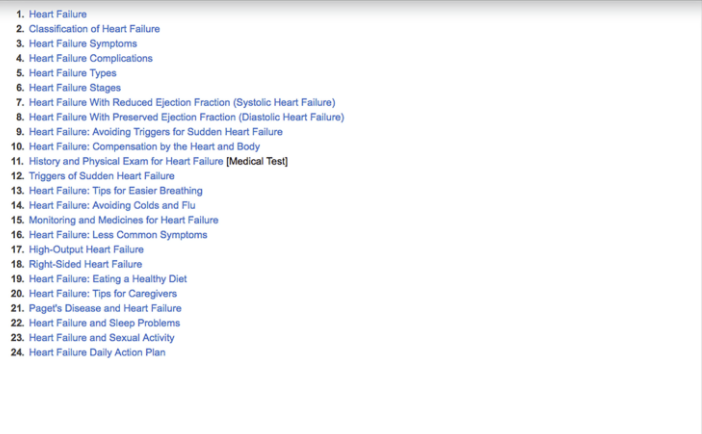 1. Heart Failure
2. Classification of Heart Failure
3. Heart Failure Symptoms
4. Heart Failure Complications
5. Heart Failure Types
6. Heart Failure Stages
7. Heart Failure With Reduced Ejection Fraction (Systolic Heart Failure)
8. Heart Failure With Preserved Ejection Fraction (Diastolic Heart Failure)
9. Heart Failure: Avoiding Triggers for Sudden Heart Failure
10. Heart Failure: Compensation by the Heart and Body
11. History and Physical Exam for Heart Failure [Medical Test]
12. Triggers of Sudden Heart Failure
13. Heart Failure: Tips for Easier Breathing
14. Heart Failure: Avoiding Colds and Flu
15. Monitoring and Medicines for Heart Failure
16. Heart Failure: Less Common Symptoms
17. High-Output Heart Failure
18. Right-Sided Heart Failure
19. Heart Failure: Eating a Healthy Diet
20. Heart Failure: Tips for Caregivers
21. Paget's Disease and Heart Failure
22. Heart Failure and Sleep Problems
23. Heart Failure and Sexual Activity
24. Heart Failure Daily Action Plan